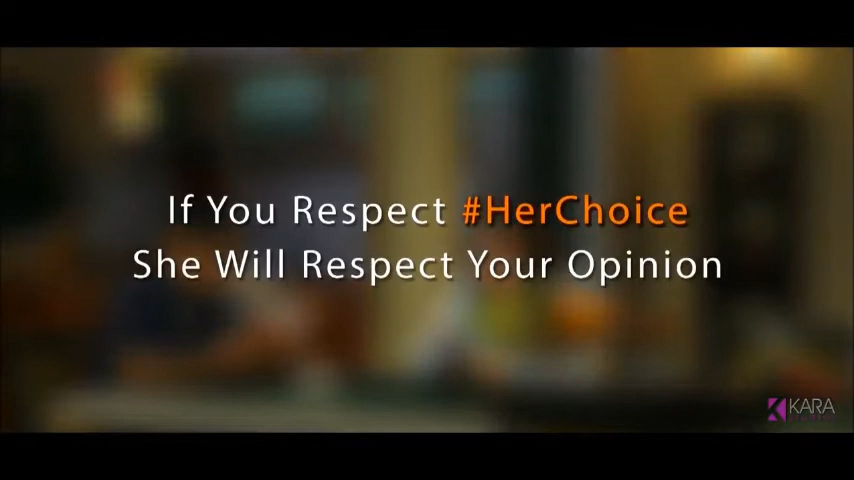 If You Respect #HerChoice
She Will Respect Your Opinion
KARA